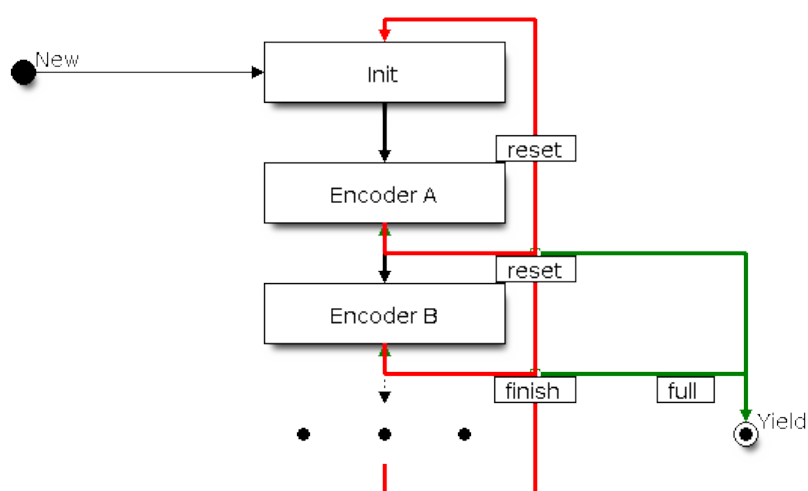 New
Init
reset
Encoder A
reset
Encoder B
finish
full
Yield